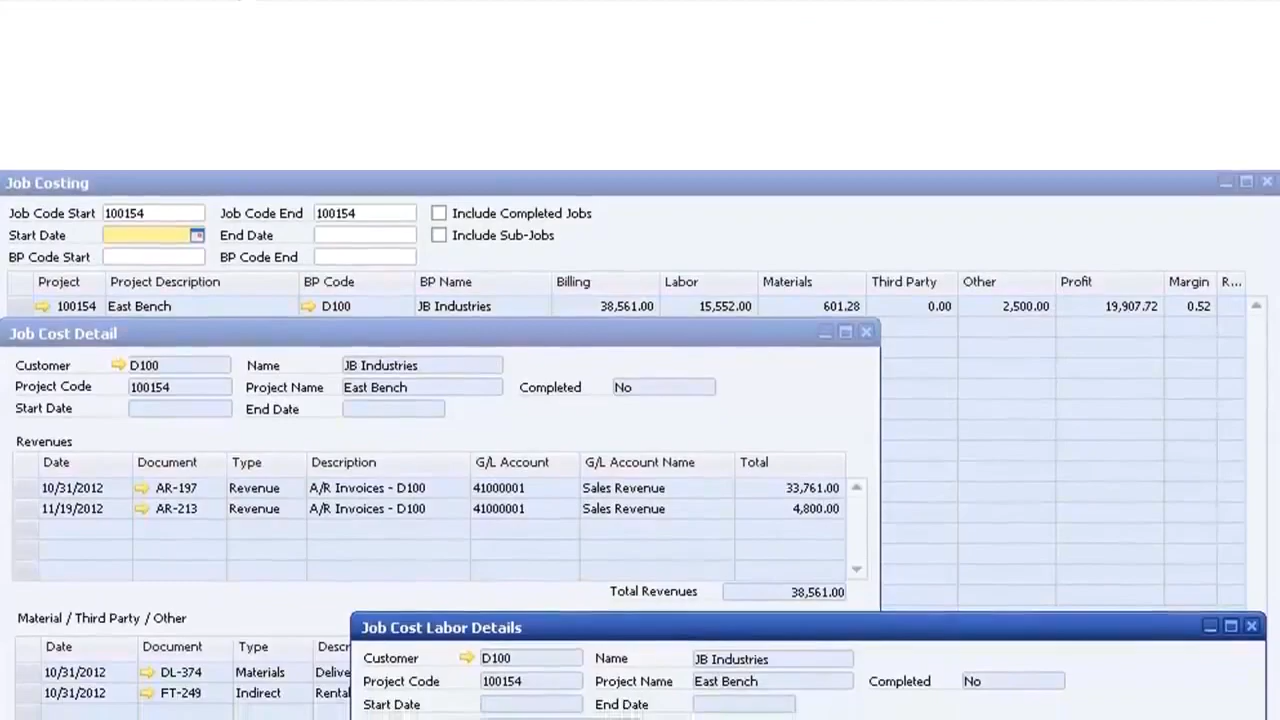 Job Costing
Job Code Start 100154 Job Code End 100154 Include Completed Jobs
Start Date End Date Include Sub-Jobs
BP Code Start BP Code End
Project Project Description BP Code BP Name Billing Labor Materials Third Party Other Profit Margin R...
100154 East Bench D100 JB Industries 38,561.00 15,552.00 601.28 0.00 2,500.00 19,907.72 0.52
Job Cost Detail
Customer D100 Name JB Industries
Project Code 100154 Project Name East Bench Completed No
Start Date End Date
Revenues
Date Document Type Description G/L Account G/L Account Name Total
10/31/2012 AR-197 Revenue A/R Invoices - D100 41000001 Sales Revenue 33,761.00
11/19/2012 AR-213 Revenue A/R Invoices - D100 41000001 Sales Revenue 4,800.00
Total Revenues 38,561.00
Material / Third Party / Other
Date Document Type Descr
10/31/2012 DL-374 Materials Delive
10/31/2012 FT-249 Indirect Rental
Job Cost Labor Details
Customer D100 Name JB Industries
Project Code 100154 Project Name East Bench Completed No
Start Date End Date